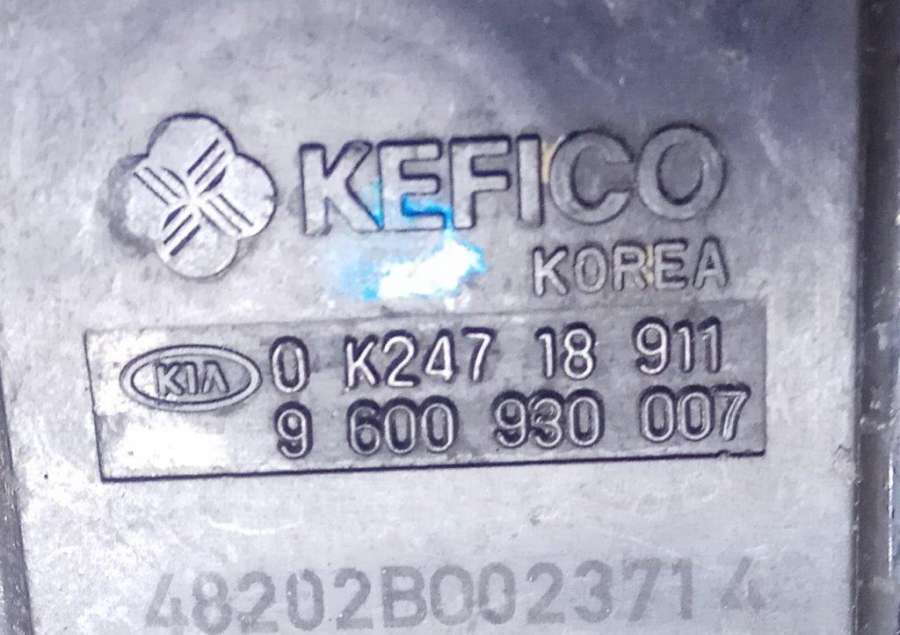 KEFICO
KOREA
KIA 0 K247 18 911
9 600 930 007
48202B0023714